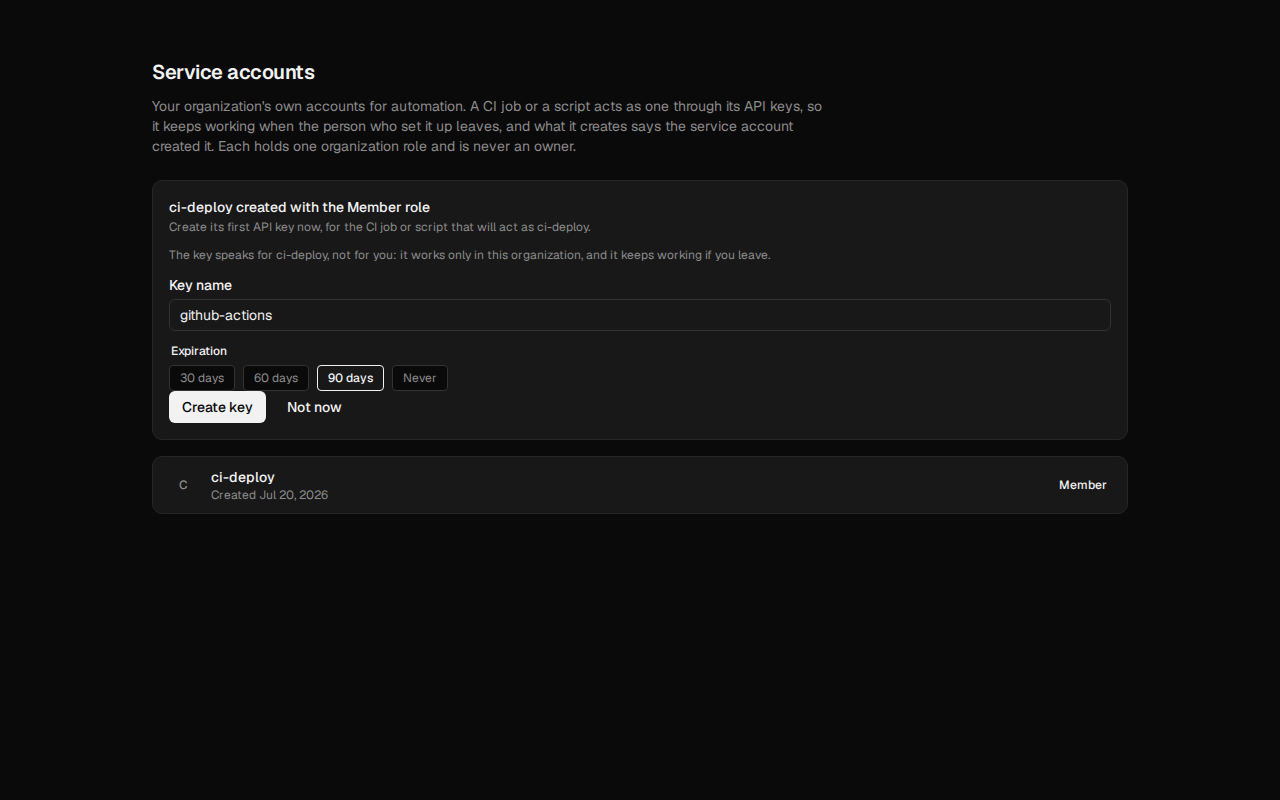 Service accounts
Your organization's own accounts for automation. A CI job or a script acts as one through its API keys, so
it keeps working when the person who set it up leaves, and what it creates says the service account
created it. Each holds one organization role and is never an owner.
ci-deploy created with the Member role
Create its first API key now, for the CI job or script that will act as ci-deploy.
The key speaks for ci-deploy, not for you: it works only in this organization, and it keeps working if you leave.
Key name
github-actions
Expiration
30 days 60 days 90 days Never
Create key Not now
C
ci-deploy
Created Jul 20, 2026
Member